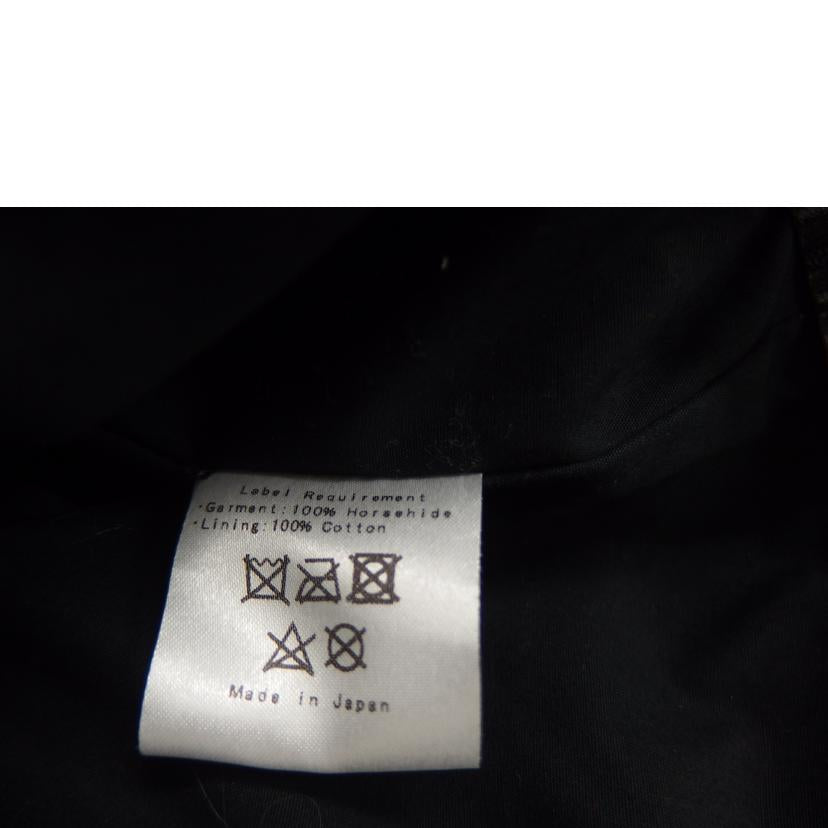 Label Requirement
·Garment:100% Horsehide
·Lining:100% Cotton
Made in Japan